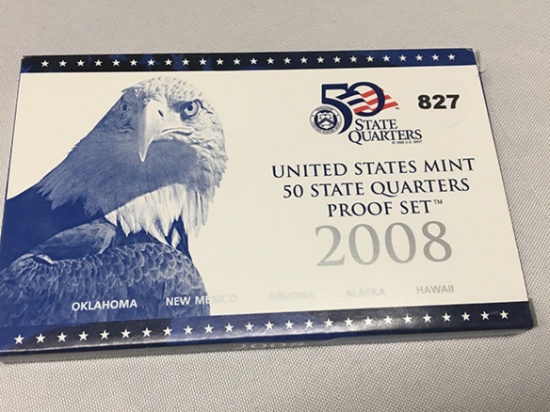 50
STATE
QUARTERS
827
UNITED STATES MINT
50 STATE QUARTERS
PROOF SET™
2008
OKLAHOMA NEW MEXICO ARIZONA ALASKA HAWAII